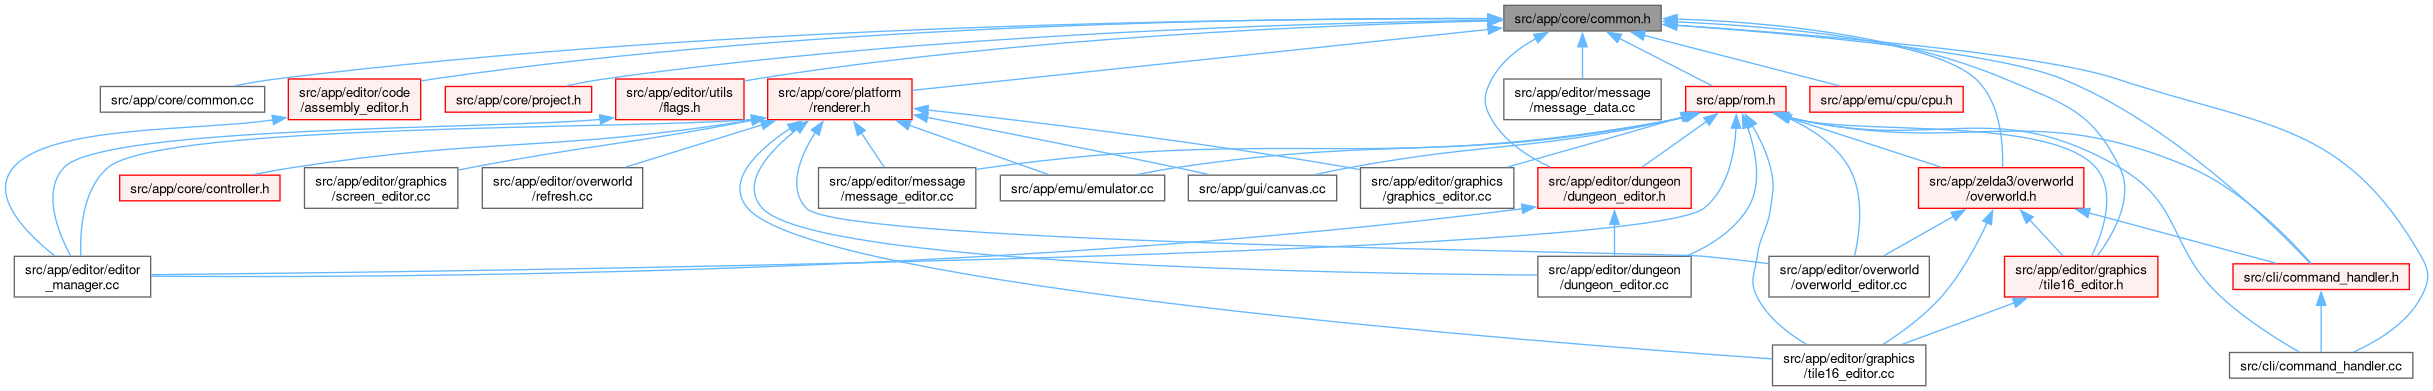 src/app/core/common.h
src/app/core/common.cc
src/app/editor/code
/assembly_editor.h
src/app/core/project.h
src/app/editor/utils
/flags.h
src/app/core/platform
/renderer.h
src/app/editor/message
/message_data.cc
src/app/rom.h
src/app/emu/cpu/cpu.h
src/app/core/controller.h
src/app/editor/graphics
/screen_editor.cc
src/app/editor/overworld
/refresh.cc
src/app/editor/message
/message_editor.cc
src/app/emu/emulator.cc
src/app/gui/canvas.cc
src/app/editor/graphics
/graphics_editor.cc
src/app/editor/dungeon
/dungeon_editor.h
src/app/zelda3/overworld
/overworld.h
src/app/editor/editor
_manager.cc
src/app/editor/dungeon
/dungeon_editor.cc
src/app/editor/overworld
/overworld_editor.cc
src/app/editor/graphics
/tile16_editor.h
src/cli/command_handler.h
src/app/editor/graphics
/tile16_editor.cc
src/cli/command_handler.cc